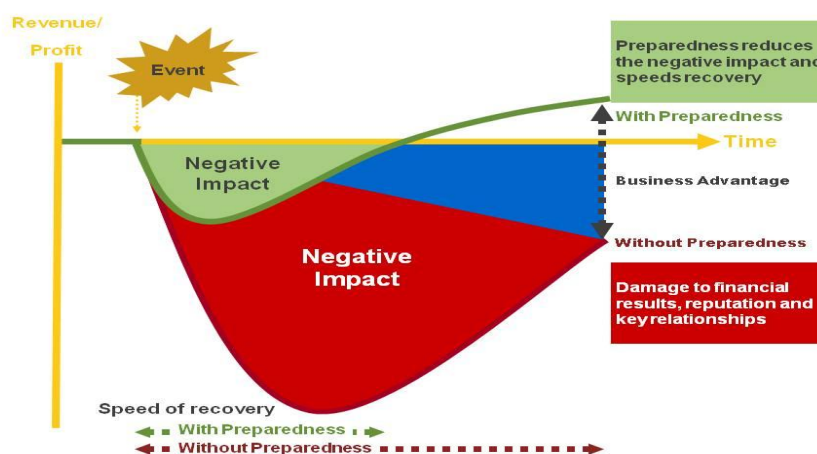 Revenue/
Profit
Event
Preparedness reduces
the negative impact and
speeds recovery
With Preparedness
Time
Negative
Impact
Business Advantage
Negative
Impact
Without Preparedness
Damage to financial
results, reputation and
key relationships
Speed of recovery
With Preparedness
Without Preparedness